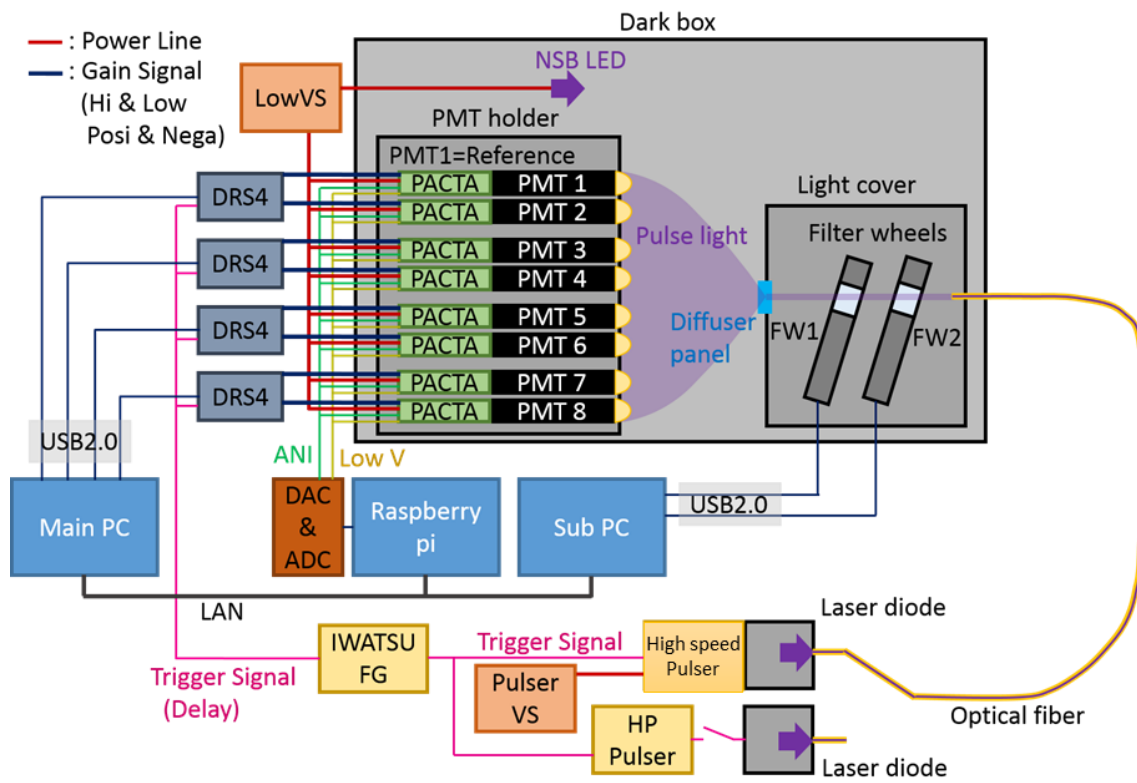 Dark box
: Power Line
: Gain Signal
(Hi & Low
Posi & Nega)
NSB LED
LowVS
PMT holder
PMT1=Reference
DRS4
PACTA
PMT 1
PACTA
PMT 2
DRS4
PACTA
PMT 3
PACTA
PMT 4
DRS4
PACTA
PMT 5
PACTA
PMT 6
DRS4
PACTA
PMT 7
PACTA
PMT 8
Pulse light
Light cover
Filter wheels
Diffuser
panel
FW1
FW2
USB2.0
ANI
Low V
Main PC
DAC
&
ADC
Raspberry
pi
Sub PC
USB2.0
LAN
Trigger Signal
(Delay)
IWATSU
FG
Trigger Signal
Pulser
VS
High speed
Pulser
Laser diode
HP
Pulser
Optical fiber
Laser diode